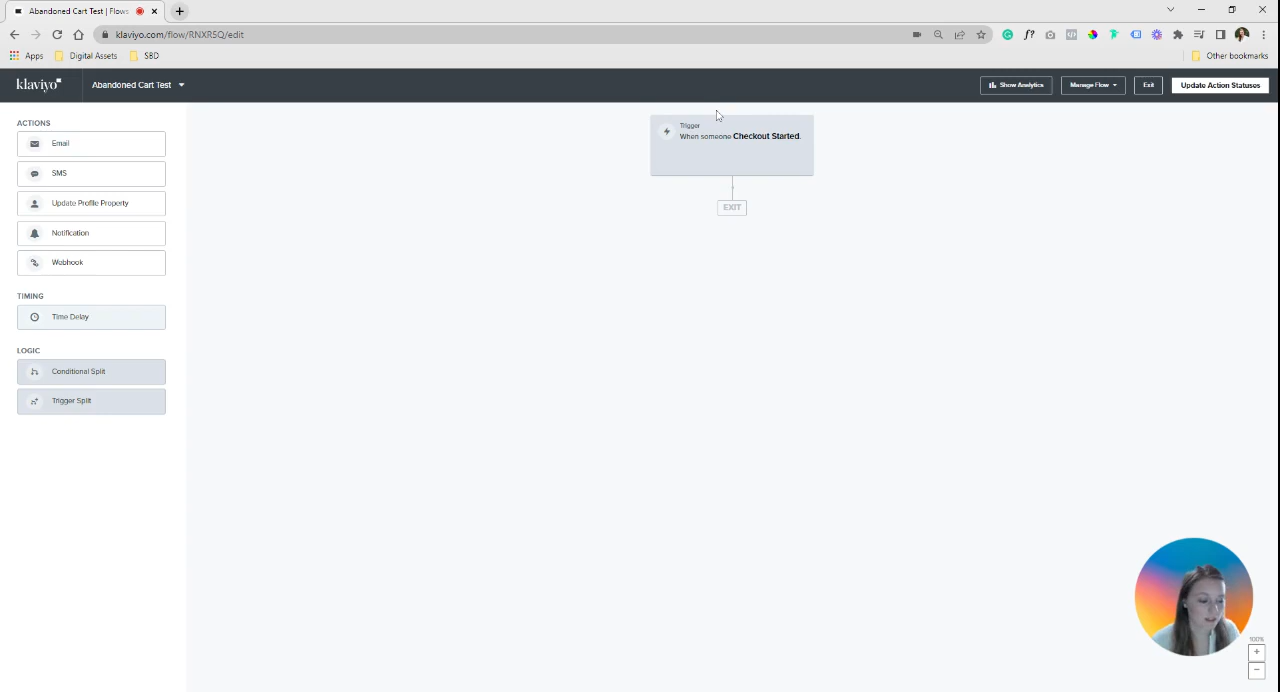 Abandoned Cart Test | Flows
klaviyo.com/flow/RNXR5Q/edit
Apps
Digital Assets
SBD
Other bookmarks
klaviyo
Abandoned Cart Test
Show Analytics
Manage Flow
Exit
Update Action Statuses
ACTIONS
Email
SMS
Update Profile Property
Notification
Webhook
TIMING
Time Delay
LOGIC
Conditional Split
Trigger Split
Trigger
When someone Checkout Started.
EXIT
100%